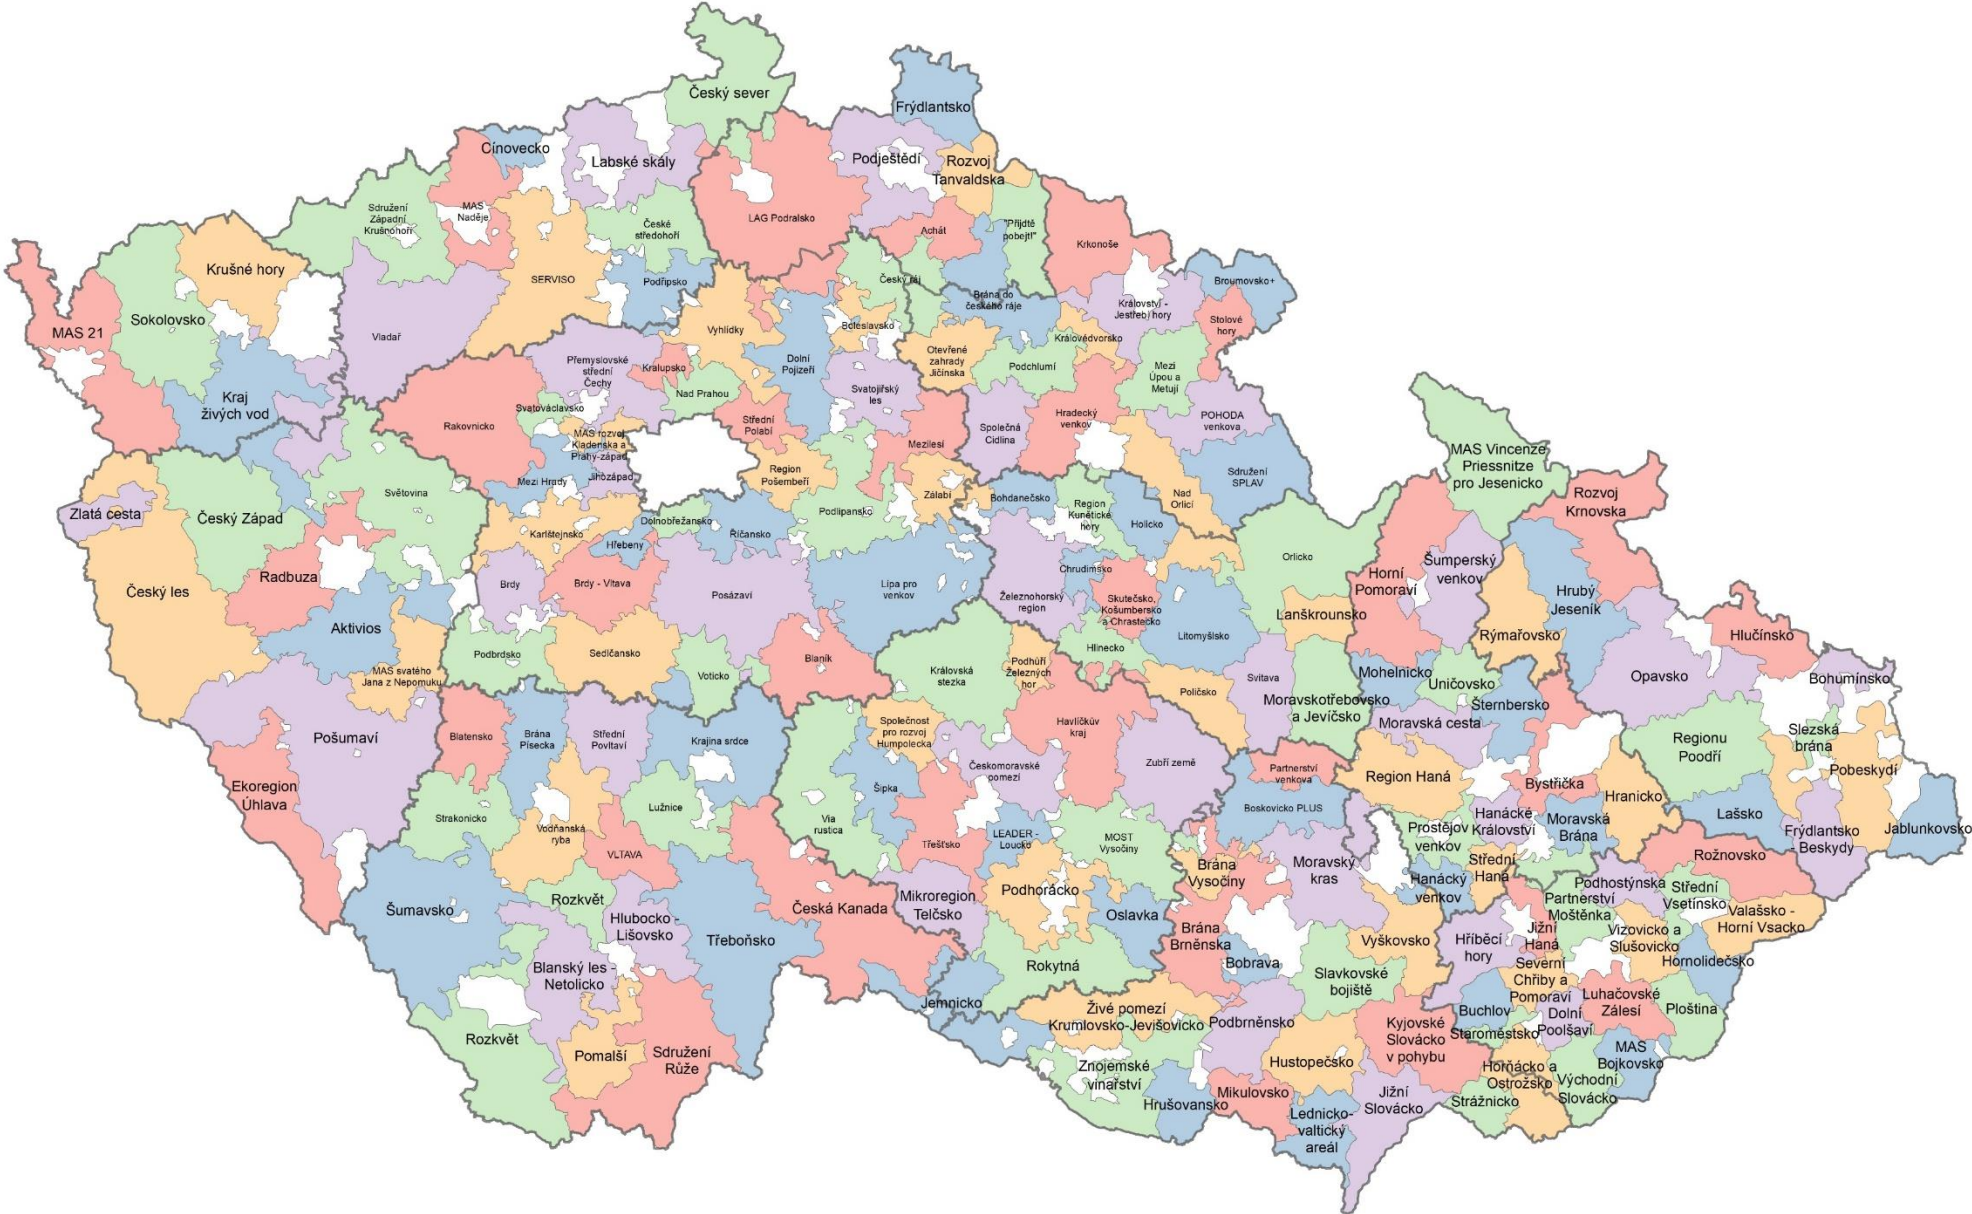 Český sever
Frýdlantsko
Cínovecko
Labské skály
Podještědí
Rozvoj
Tanvaldska
MAS
Naděje
Sdružení
Západní
Krušnohoří
České
středohoří
LAG Podralsko
Achát
"Přijďtě
pobejt!"
Krkonoše
Krušné hory
SERVISO
Podřipsko
Český ráj
Brána do
českého ráje
Království -
Jestřebí hory
Broumovsko+
Stolové
hory
MAS 21
Sokolovsko
Vladař
Vyhlídky
Boleslavsko
Dolní
Pojizeří
Otevřené
zahrady
Jičínska
Královédvorsko
Podchlumí
Mezi
Úpou a
Metují
Přemyslovské
střední
Čechy
Kralupsko
Nad Prahou
Svatojiřský
les
Kraj
živých vod
Svatováclavsko
Rakovnicko
Střední
Polabí
Mezilesí
Společná
Cidlina
Hradecký
venkov
POHODA
venkova
MAS rozvoj
Kladenska a
Prahy-západ
Mezi Hrady
Jihozápad
Region
Pošembeří
Zálabí
Sdružení
SPLAV
MAS Vincenze
Priessnitze
pro Jesenicko
Rozvoj
Krnovska
Zlatá cesta
Český Západ
Světovina
Karlštejnsko
Dolnobřežansko
Říčansko
Podlipansko
Bohdanečsko
Region
Kunětické
hory
Holicko
Nad
Orlicí
Hřebeny
Orlicko
Horní
Pomoraví
Šumperský
venkov
Český les
Radbuza
Brdy
Brdy - Vltava
Posázaví
Lípa pro
venkov
Železnohorský
region
Chrudimsko
Skutečsko,
Košumbersko
a Chrastecko
Lanškrounsko
Hrubý
Jeseník
Rýmařovsko
Aktivios
Podbrdsko
Sedlčansko
Voticko
Blaník
Hlinecko
Litomyšlsko
Hlučínsko
MAS svatého
Jana z Nepomuku
Královská
stezka
Podhůří
Železných
hor
Poličsko
Svitava
Moravskotřebovsko
a Jevíčsko
Mohelnicko
Uničovsko
Šternbersko
Opavsko
Bohumínsko
Pošumaví
Blatensko
Brána
Písecka
Střední
Povltaví
Krajina srdce
Společnost
pro rozvoj
Humpolecka
Havlíčkův
kraj
Moravská cesta
Regionu
Poodří
Slezská
brána
Pobeskydí
Ekoregion
Úhlava
Šipka
Českomoravské
pomezí
Zubří země
Partnerství
venkova
Region Haná
Bystřička
Hranicko
Boskovicko PLUS
Strakonicko
Lužnice
Via
rustica
Vodňanská
ryba
VLTAVA
Třešťsko
LEADER -
Loucko
MOST
Vysočiny
Prostějov
venkov
Hanácké
Království
Moravská
Brána
Lašsko
Frýdlantsko
- Beskydy
Jablunkovsko
Brána
Vysočiny
Moravský
kras
Střední
Haná
Hanácký
venkov
Rožnovsko
Šumavsko
Rozkvět
Hlubocko -
Lišovsko
Česká Kanada
Mikroregion
Telčsko
Podhorácko
Oslavka
Podhostýnska
Partnerství
Moštěnka
Střední
Vsetínsko
Valašsko -
Horní Vsacko
Třeboňsko
Brána
Brněnska
Vyškovsko
Hříběcí
hory
Jižní
Haná
Vizovicko a
Slušovicko
Hornolidečsko
Blanský les -
Netolicko
Rokytná
Bobrava
Slavkovské
bojiště
Severní
Chřiby a
Pomoraví
Luhačovské
Zálesí
Ploština
Jemnicko
Živé pomezí
Krumlovsko-Jevišovicko
Podbrněnsko
Buchlov
Dolní
Poolšaví
Staroměstsko
Rozkvět
Pomalší
Sdružení
Růže
Hustopečsko
Kyjovské
Slovácko
v pohybu
MAS
Bojkovsko
Znojemské
vinařství
Horňácko a
Ostrožsko
Východní
Slovácko
Hrušovansko
Mikulovsko
Jižní
Slovácko
Strážnicko
Lednicko-
valtický
areál